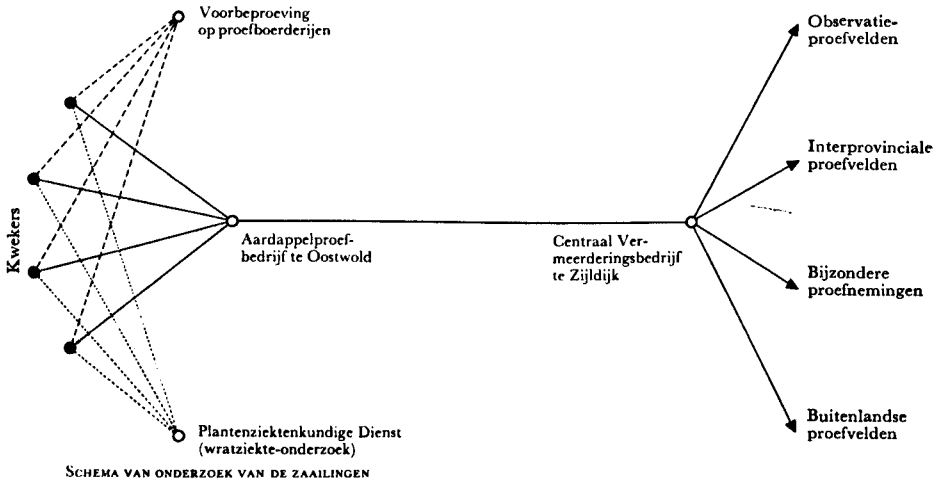 Voorbeproeving
op proefboerderijen
Kwekers
Aardappelproef-
bedrijf te Oostwold
Plantenziektenkundige Dienst
(wratziekte-onderzoek)
Centraal Ver-
meerderingsbedrijf
te Zijldijk
Observatie-
proefvelden
Interprovinciale
proefvelden
Bijzondere
proefnemingen
Buitenlandse
proefvelden
SCHEMA VAN ONDERZOEK VAN DE ZAAILINGEN